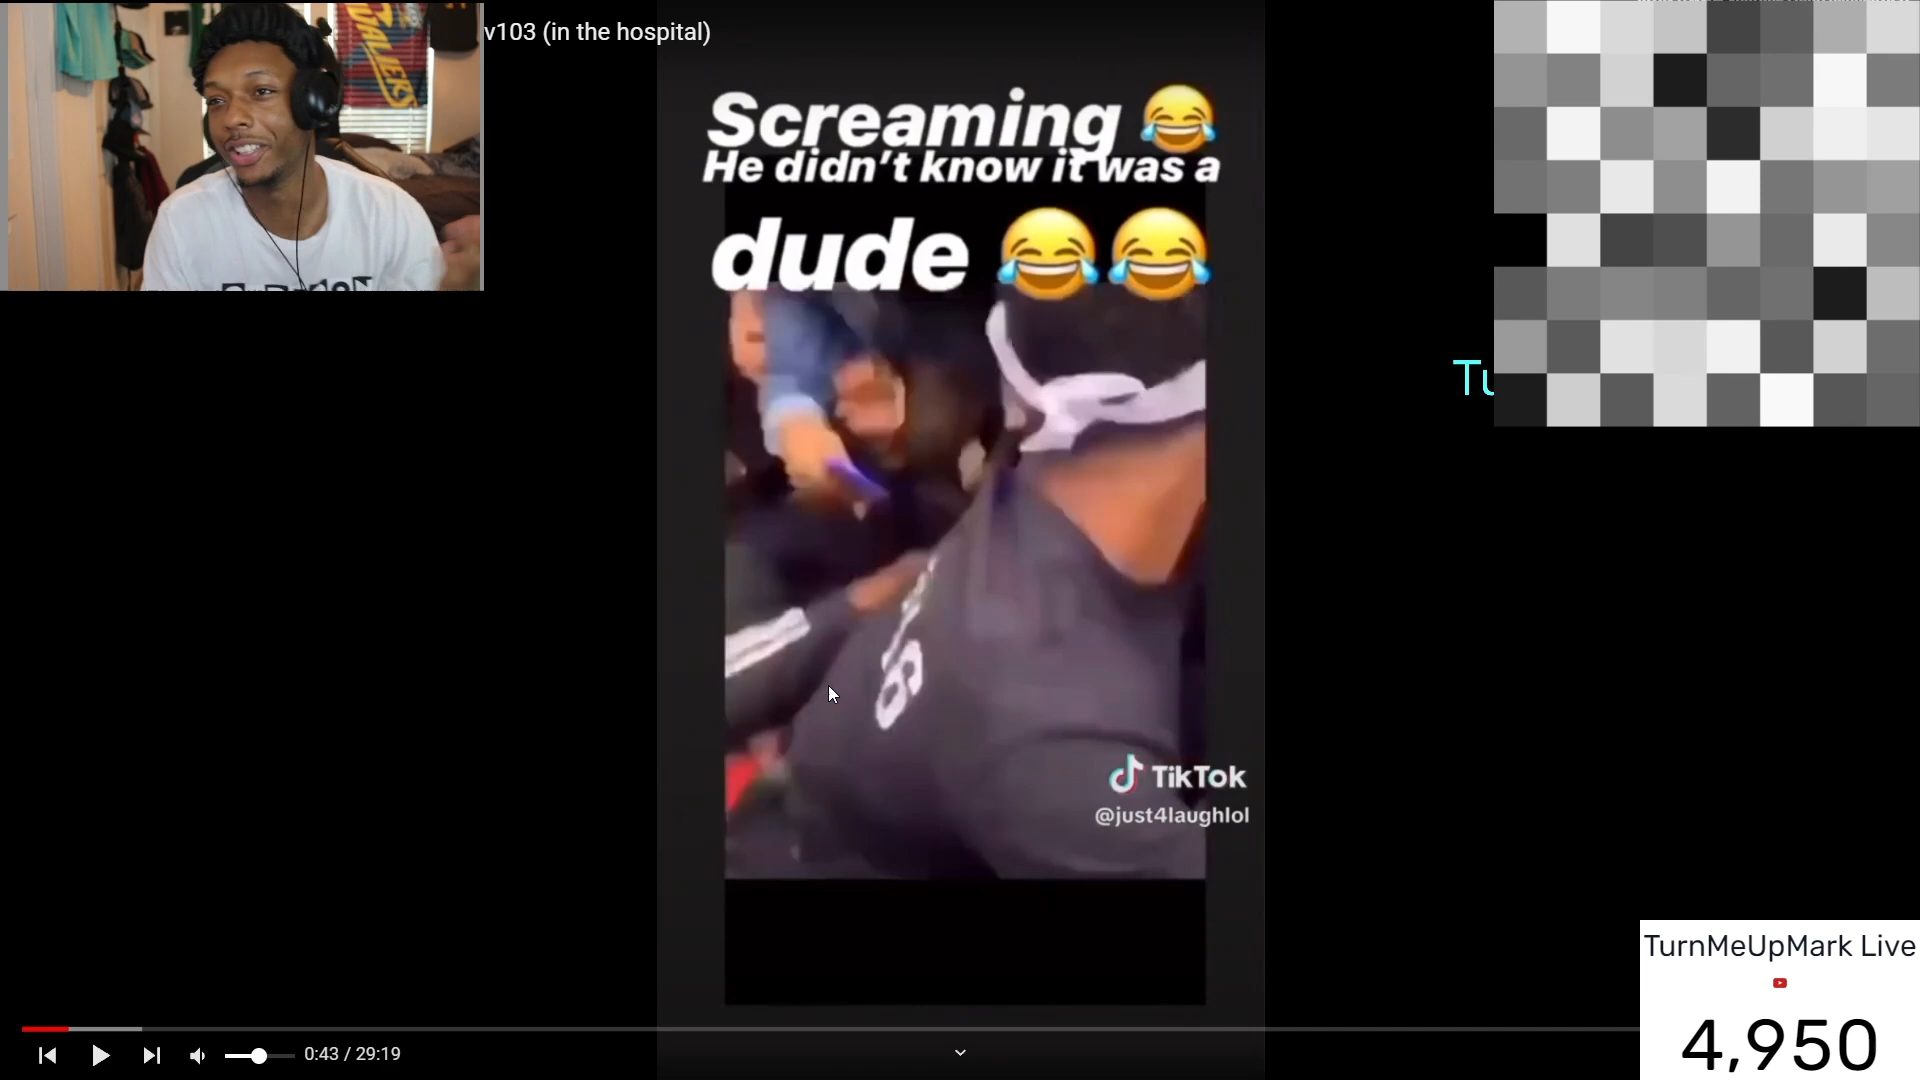 v103 (in the hospital)
Screaming 😂
He didn't know it was a
dude 😂😂
TikTok
@just4laughlol
TurnMeUpMark Live
4,950
0:43 / 29:19